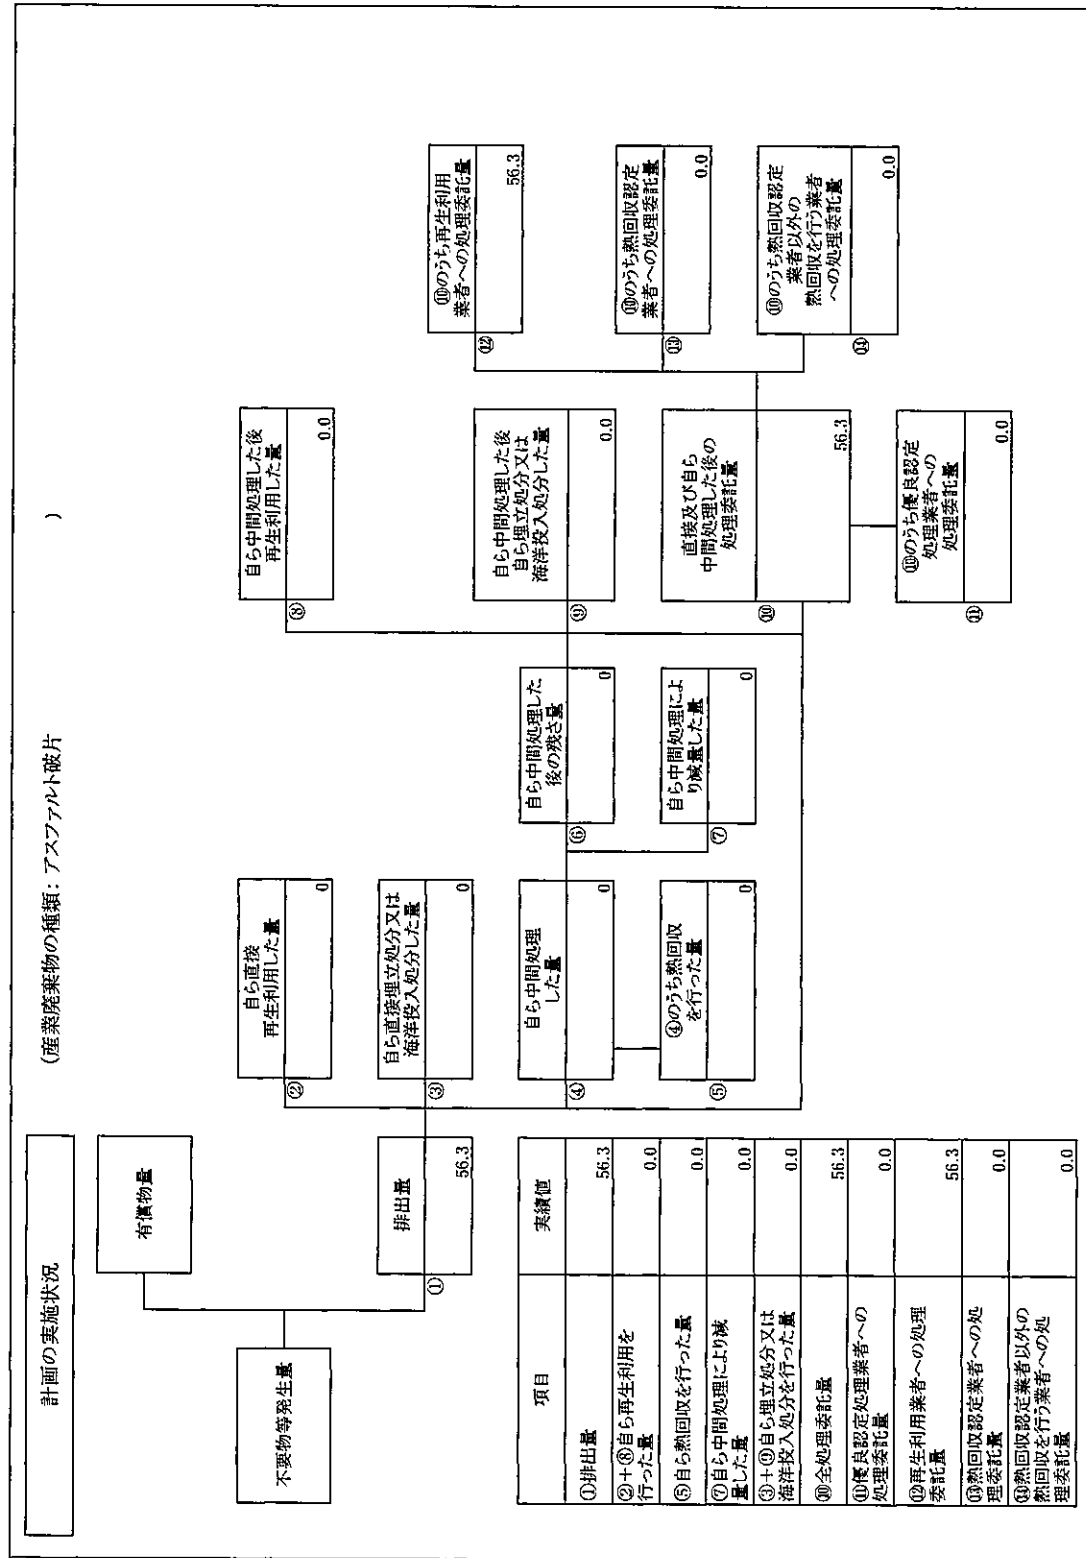 計画の実施状況
(産業廃棄物の種類: アスファルト破片 )
不要物等発生量
有償物量
排出量
①
56.3
自ら直接
再生利用した量
②
0
自ら直接埋立処分又は
海洋投入処分した量
③
0
自ら中間処理
した量
④
0
④のうち熱回収
を行った量
⑤
0
自ら中間処理した
後の残さ量
⑥
0
自ら中間処理によ
り減量した量
⑦
0
自ら中間処理した後
再生利用した量
⑧
0.0
自ら中間処理した後
自ら埋立処分又は
海洋投入処分した量
⑨
0.0
直接及び自ら
中間処理した後の
処理委託量
⑩
56.3
⑩のうち優良認定
処理業者への
処理委託量
⑪
0.0
⑩のうち再生利用
業者への処理委託量
⑫
56.3
⑩のうち熱回収認定
業者への処理委託量
⑬
0.0
⑩のうち熱回収認定
業者以外の
熱回収を行う業者
への処理委託量
⑭
0.0
項目 実績値
①排出量 56.3
②+⑧自ら再生利用を
行った量 0.0
⑤自ら熱回収を行った量 0.0
⑦自ら中間処理により減
量した量 0.0
③+⑨自ら埋立処分又は
海洋投入処分を行った量 0.0
⑩全処理委託量 56.3
⑪優良認定処理業者への
処理委託量 0.0
⑫再生利用業者への処理
委託量 56.3
⑬熱回収認定業者への処
理委託量 0.0
⑭熱回収認定業者以外の
熱回収を行う業者への処
理委託量 0.0